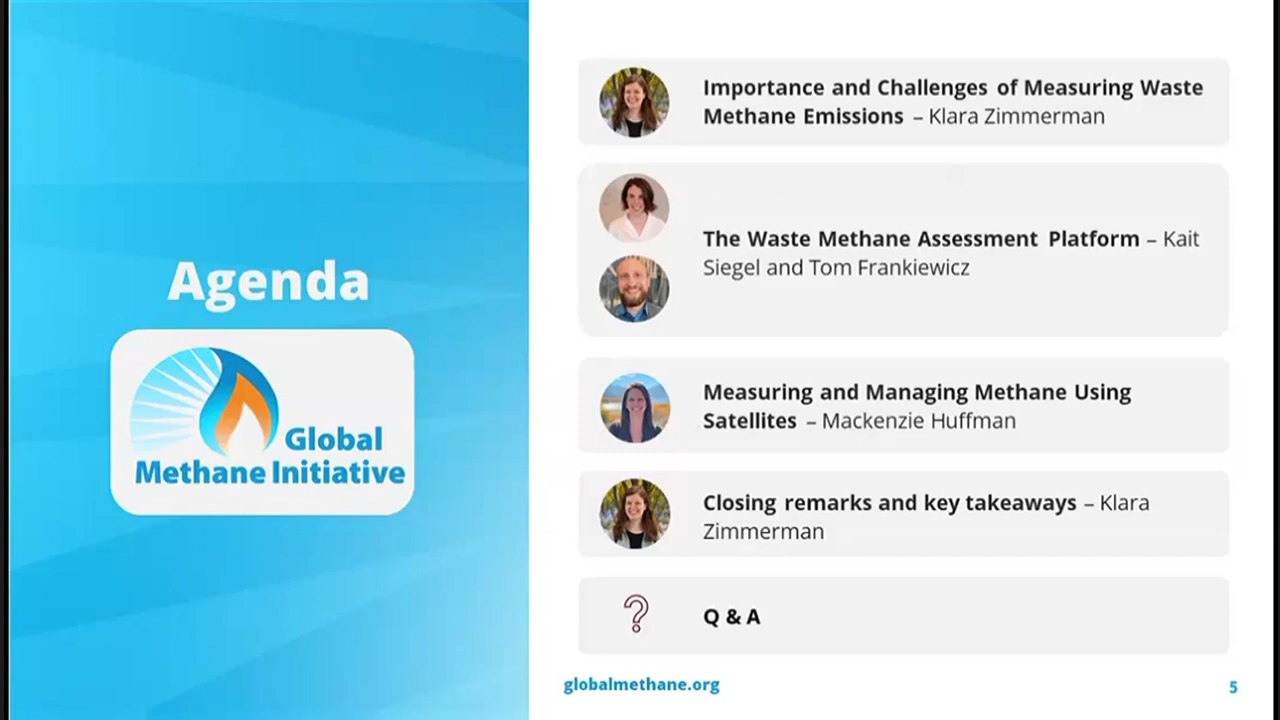 Agenda
Global
Methane Initiative
Importance and Challenges of Measuring Waste
Methane Emissions – Klara Zimmerman
The Waste Methane Assessment Platform – Kait
Siegel and Tom Frankiewicz
Measuring and Managing Methane Using
Satellites – Mackenzie Huffman
Closing remarks and key takeaways – Klara
Zimmerman
?
Q & A
globalmethane.org
5